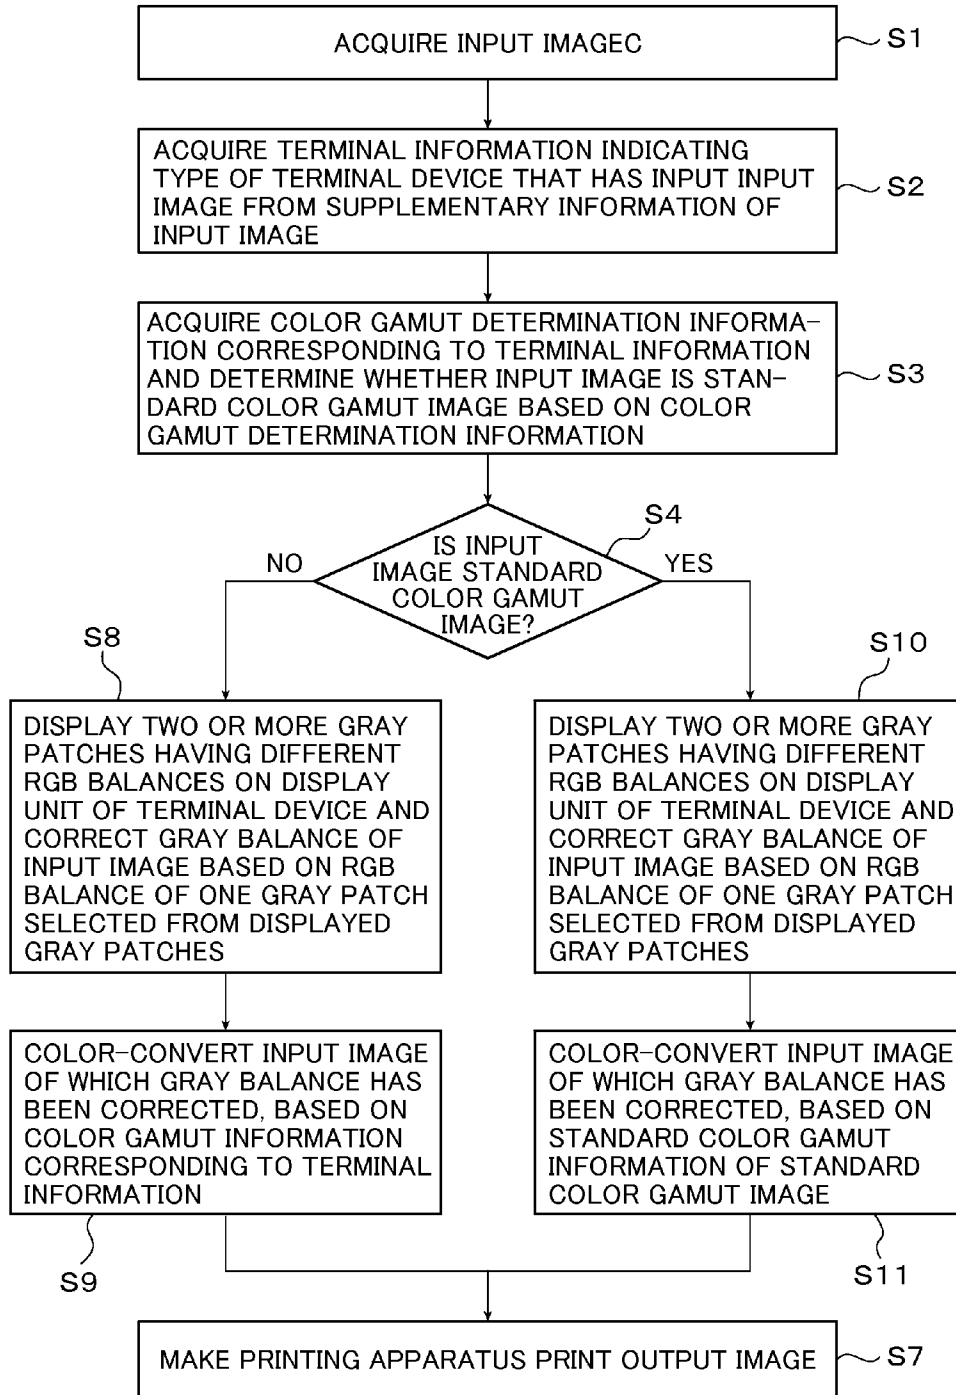 ACQUIRE INPUT IMAGEC
S1
ACQUIRE TERMINAL INFORMATION INDICATING
TYPE OF TERMINAL DEVICE THAT HAS INPUT INPUT
IMAGE FROM SUPPLEMENTARY INFORMATION OF
INPUT IMAGE
S2
ACQUIRE COLOR GAMUT DETERMINATION INFORMA-
TION CORRESPONDING TO TERMINAL INFORMATION
AND DETERMINE WHETHER INPUT IMAGE IS STAN-
DARD COLOR GAMUT IMAGE BASED ON COLOR
GAMUT DETERMINATION INFORMATION
S3
S4
IS INPUT
IMAGE STANDARD
COLOR GAMUT
IMAGE?
NO
YES
S8
DISPLAY TWO OR MORE GRAY
PATCHES HAVING DIFFERENT
RGB BALANCES ON DISPLAY
UNIT OF TERMINAL DEVICE AND
CORRECT GRAY BALANCE OF
INPUT IMAGE BASED ON RGB
BALANCE OF ONE GRAY PATCH
SELECTED FROM DISPLAYED
GRAY PATCHES
S10
DISPLAY TWO OR MORE GRAY
PATCHES HAVING DIFFERENT
RGB BALANCES ON DISPLAY
UNIT OF TERMINAL DEVICE AND
CORRECT GRAY BALANCE OF
INPUT IMAGE BASED ON RGB
BALANCE OF ONE GRAY PATCH
SELECTED FROM DISPLAYED
GRAY PATCHES
COLOR-CONVERT INPUT IMAGE
OF WHICH GRAY BALANCE HAS
BEEN CORRECTED, BASED ON
COLOR GAMUT INFORMATION
CORRESPONDING TO TERMINAL
INFORMATION
S9
COLOR-CONVERT INPUT IMAGE
OF WHICH GRAY BALANCE HAS
BEEN CORRECTED, BASED ON
STANDARD COLOR GAMUT
INFORMATION OF STANDARD
COLOR GAMUT IMAGE
S11
MAKE PRINTING APPARATUS PRINT OUTPUT IMAGE
S7